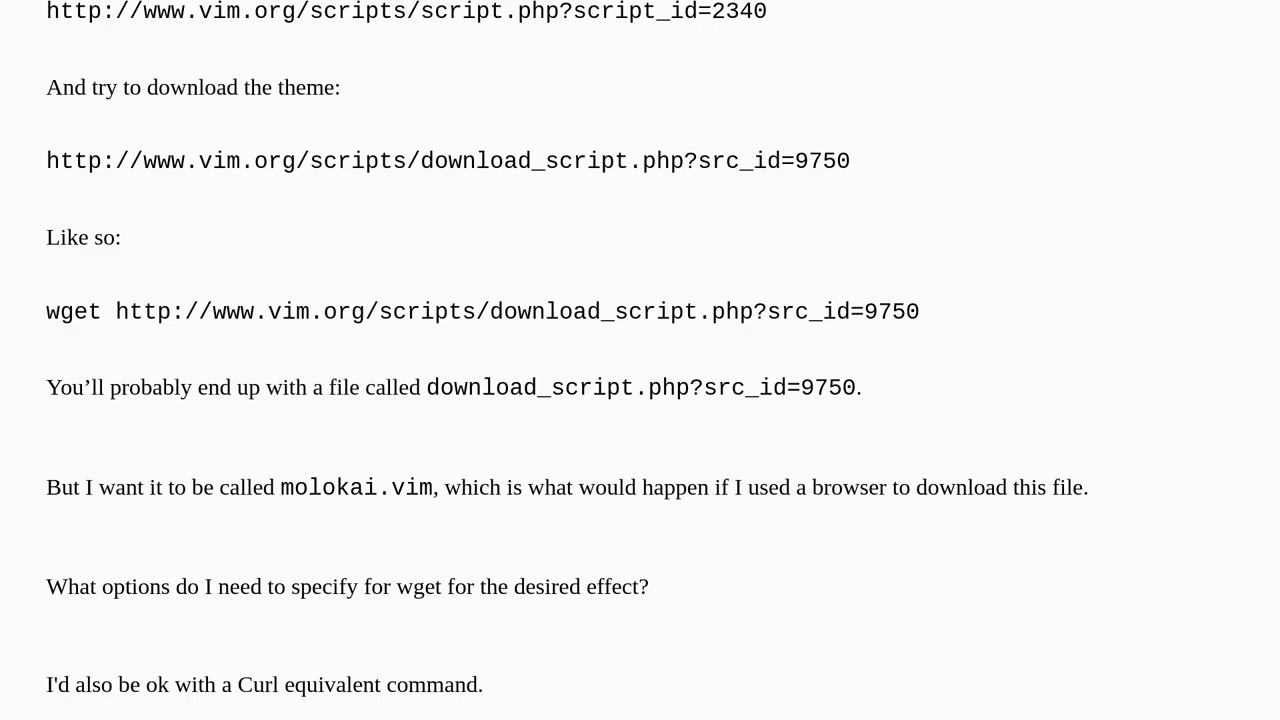 http://www.vim.org/scripts/script.php?script_id=2340
And try to download the theme:
http://www.vim.org/scripts/download_script.php?src_id=9750
Like so:
wget http://www.vim.org/scripts/download_script.php?src_id=9750
You’ll probably end up with a file called download_script.php?src_id=9750.
But I want it to be called molokai.vim, which is what would happen if I used a browser to download this file.
What options do I need to specify for wget for the desired effect?
I'd also be ok with a Curl equivalent command.